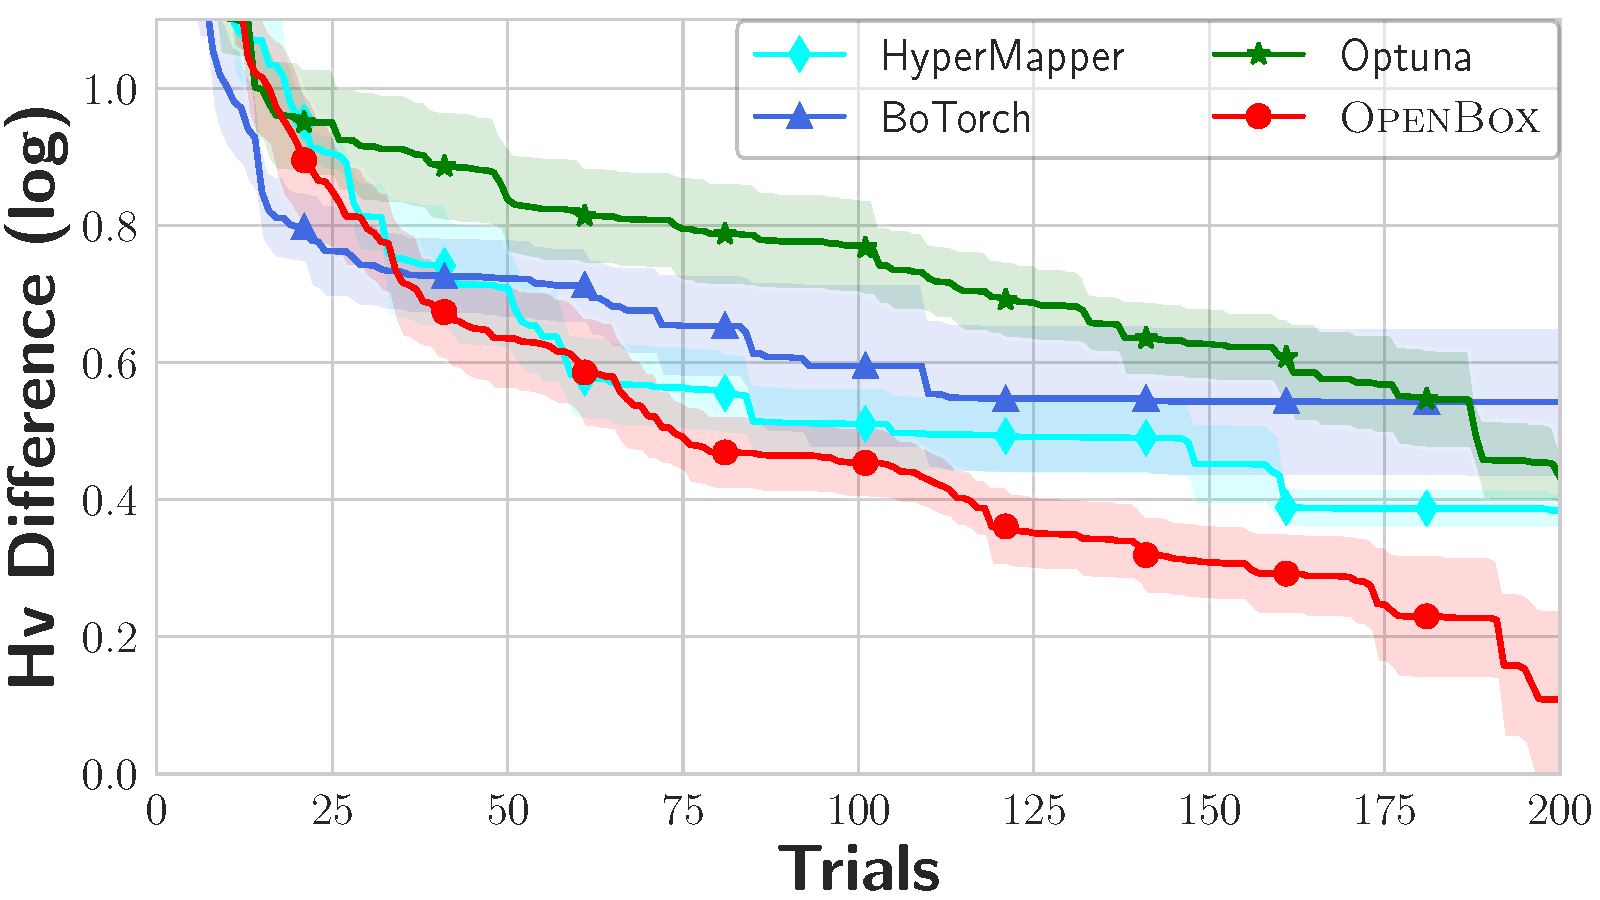 HyperMapper
Optuna
BoTorch
OPENBOX
Hv Difference (log)
1.0
0.8
0.6
0.4
0.2
0.0
0 25 50 75 100 125 150 175 200
Trials